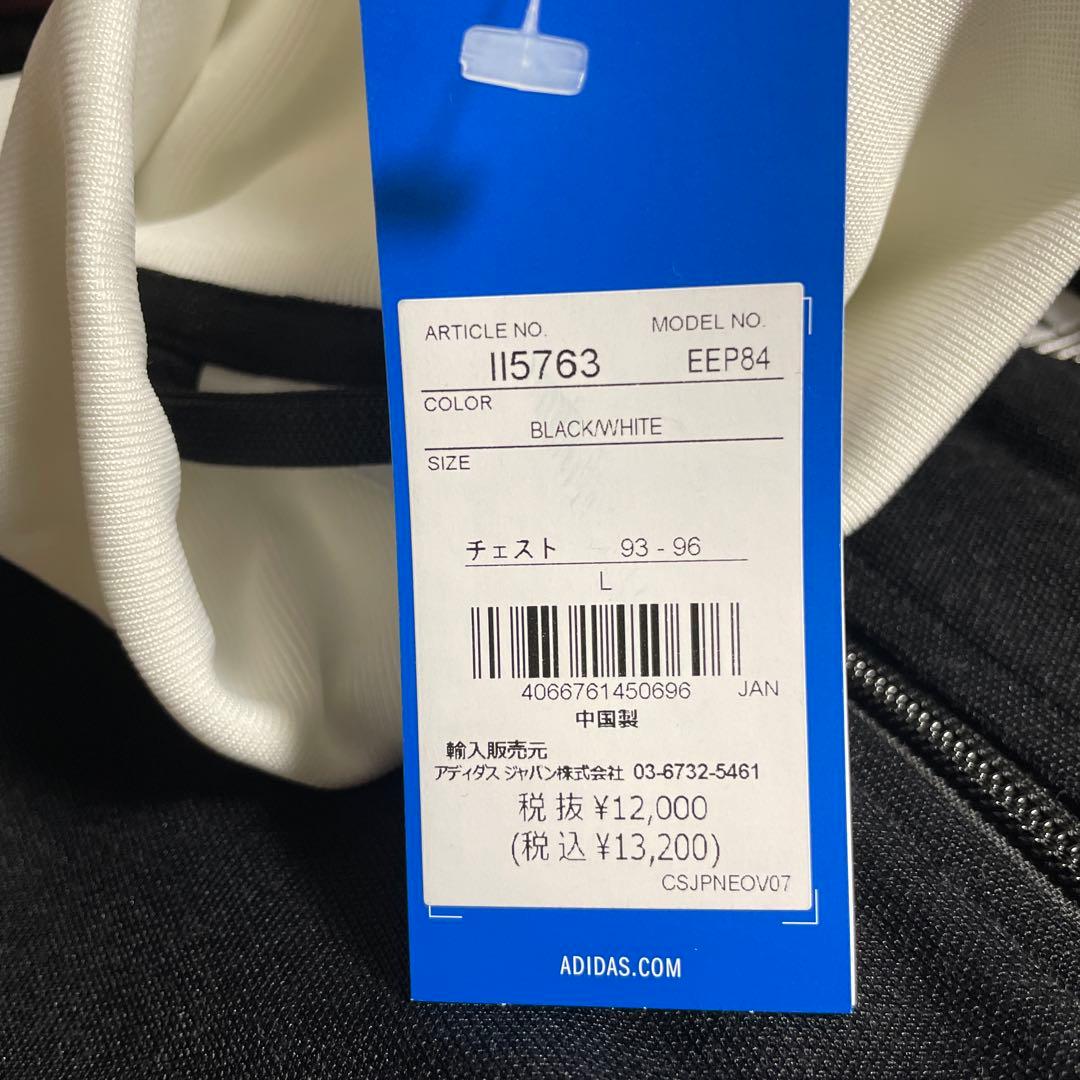 ARTICLE NO. MODEL NO.
II5763 EEP84
COLOR
BLACK/WHITE
SIZE
チェスト 93 - 96
L
4066761450696 JAN
中国製
輸入販売元
アディダス ジャパン株式会社 03-6732-5461
税 抜 ¥12,000
(税 込 ¥13,200)
CSJPNEOV07
ADIDAS.COM